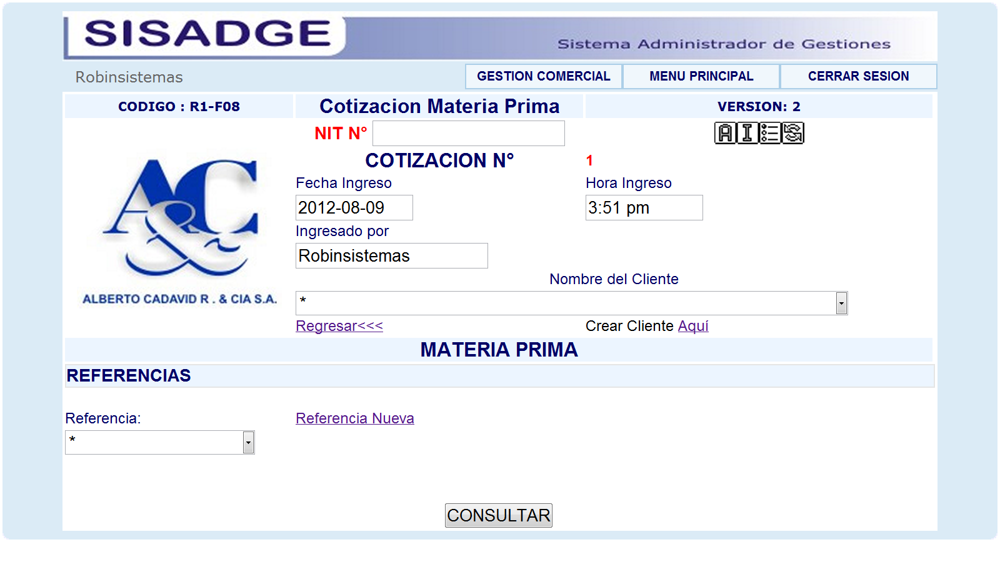 SISADGE
Sistema Administrador de Gestiones
Robinsistemas
GESTION COMERCIAL
MENU PRINCIPAL
CERRAR SESION
CODIGO : R1-F08
Cotizacion Materia Prima
VERSION: 2
NIT N°
A I
COTIZACION N°
1
A&C
ALBERTO CADAVID R . & CIA S.A.
Fecha Ingreso
Hora Ingreso
2012-08-09
3:51 pm
Ingresado por
Robinsistemas
Nombre del Cliente
*
Regresar<<<
Crear Cliente Aquí
MATERIA PRIMA
REFERENCIAS
Referencia:
Referencia Nueva
*
CONSULTAR